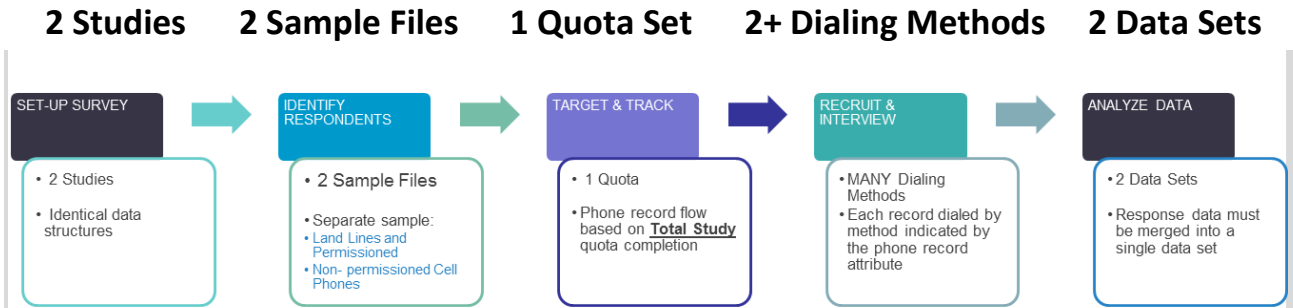 2 Studies 2 Sample Files 1 Quota Set 2+ Dialing Methods 2 Data Sets
SET-UP SURVEY
• 2 Studies
• Identical data
structures
IDENTIFY
RESPONDENTS
• 2 Sample Files
• Separate sample:
• Land Lines and
Permissioned
• Non- permissioned Cell
Phones
TARGET & TRACK
• 1 Quota
• Phone record flow
based on Total Study
quota completion
RECRUIT &
INTERVIEW
• MANY Dialing
Methods
• Each record dialed by
method indicated by
the phone record
attribute
ANALYZE DATA
• 2 Data Sets
• Response data must
be merged into a
single data set